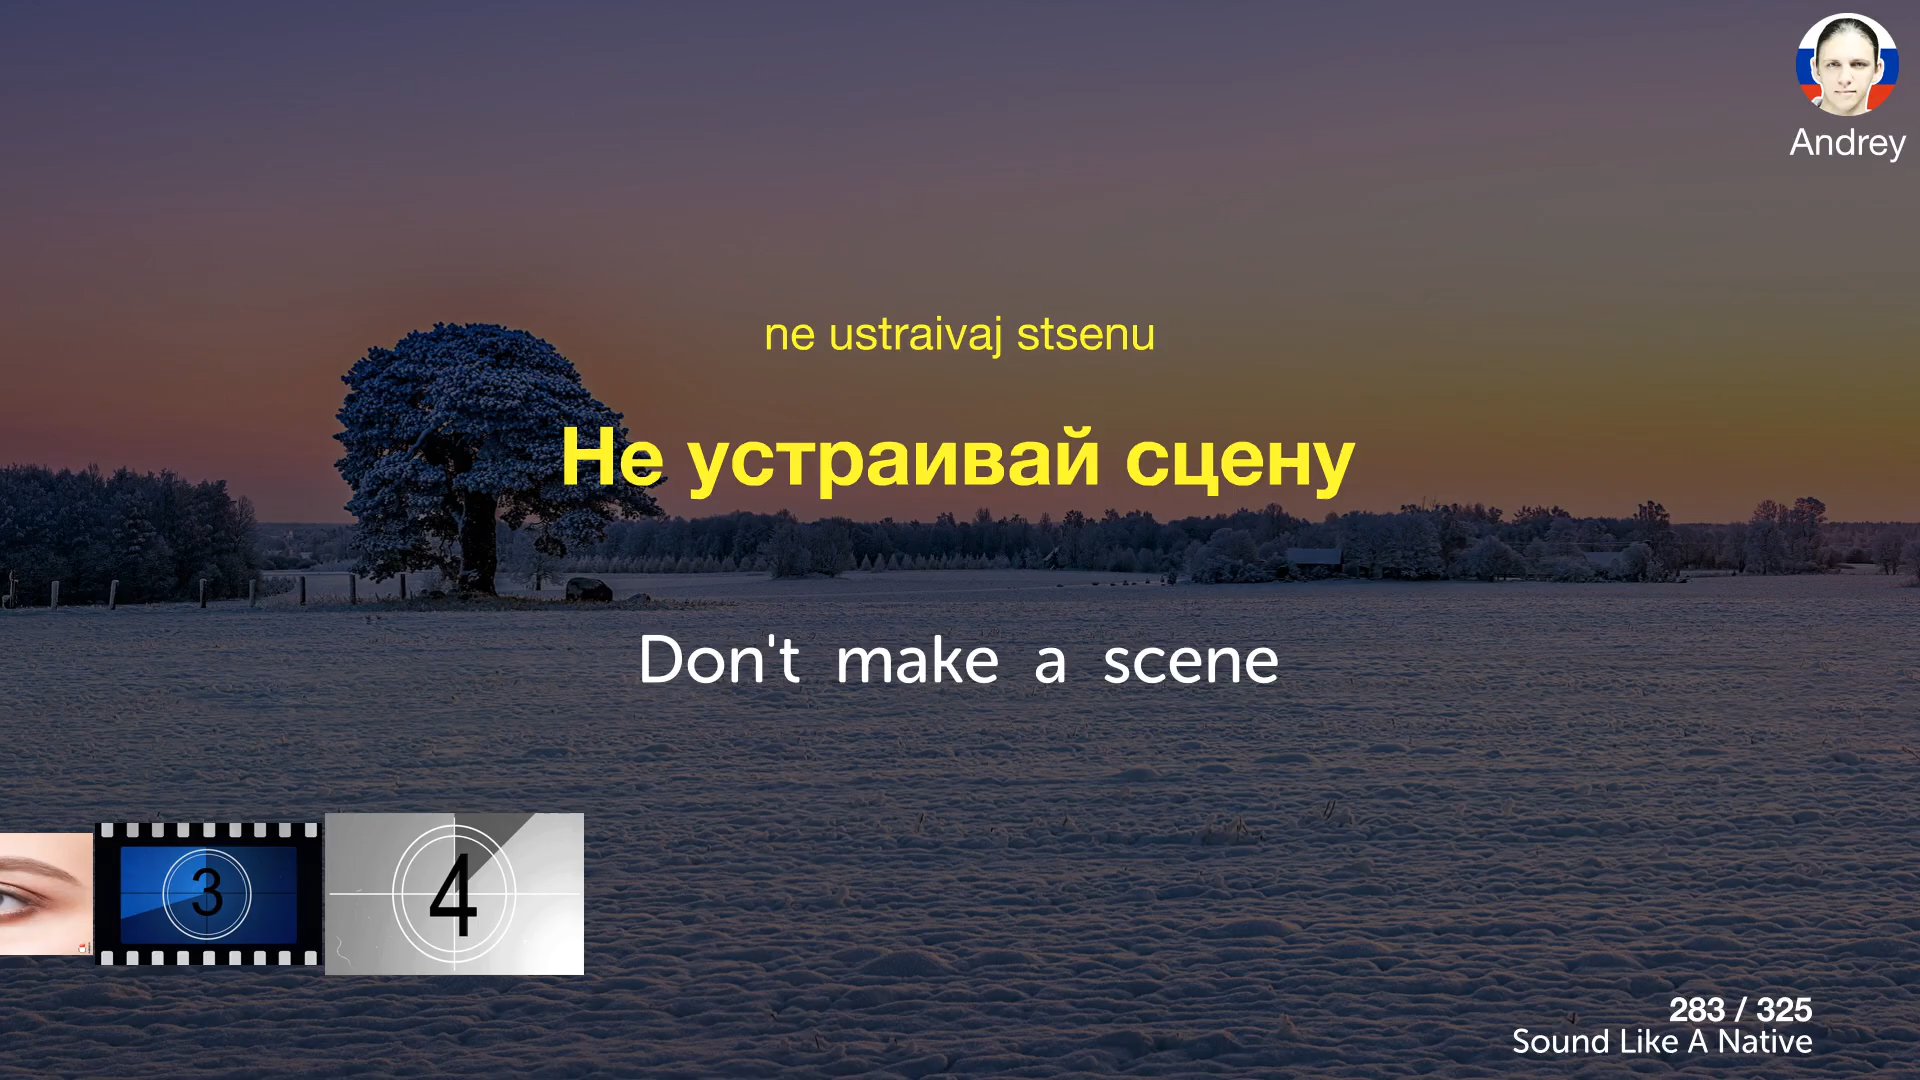 Andrey
ne ustraivaj stsenu
Не устраивай сцену
Don't make a scene
3
4
283 / 325
Sound Like A Native